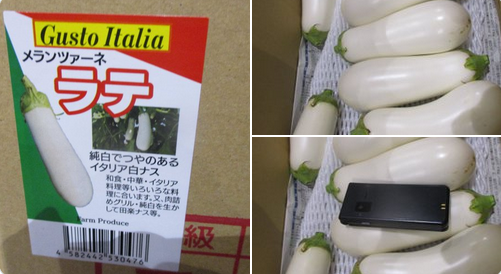 Gusto Italia
メランツァーネ
ラテ
純白でつやのある
イタリア白ナス
和食・中華・イタリア
料理等いろいろな料
理に合います。又、肉詰
めグリル・純白を生か
して田楽ナス等。
Farm Produce
4582442530476
級